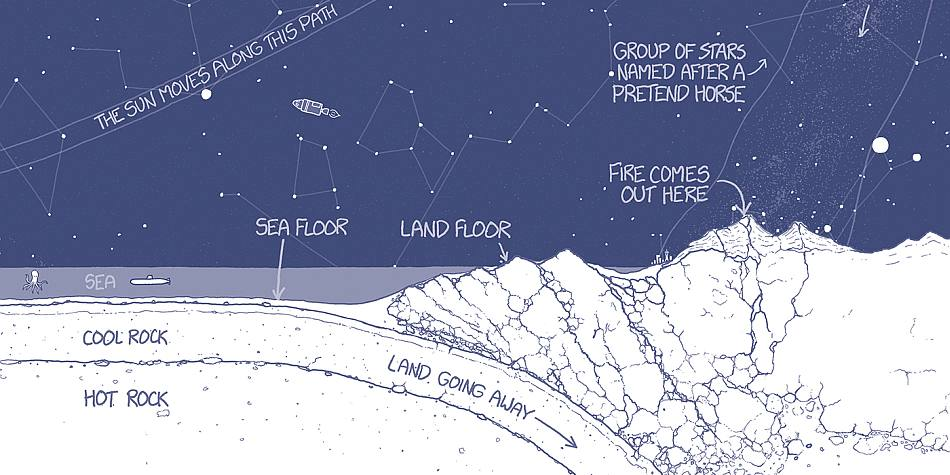 THE SUN MOVES ALONG THIS PATH
GROUP OF STARS
NAMED AFTER A
PRETEND HORSE
FIRE COMES
OUT HERE
SEA FLOOR
LAND FLOOR
SEA
COOL ROCK
LAND GOING AWAY
HOT ROCK